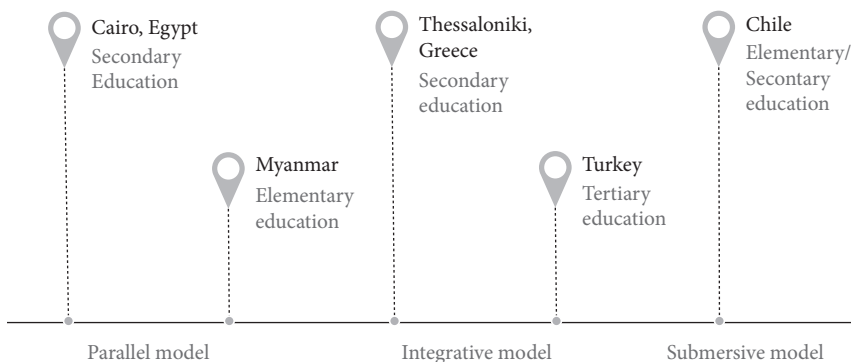 Cairo, Egypt
Secondary
Education
Thessaloniki,
Greece
Secondary
education
Chile
Elementary/
Secontary
education
Myanmar
Elementary
education
Turkey
Tertiary
education
Parallel model
Integrative model
Submersive model